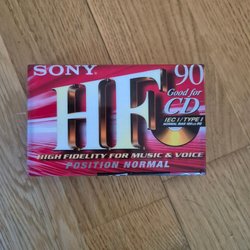 SONY
HF
90
Good for
CD
IEC I / TYPE I
HIGH FIDELITY FOR MUSIC & VOICE
POSITION NORMAL